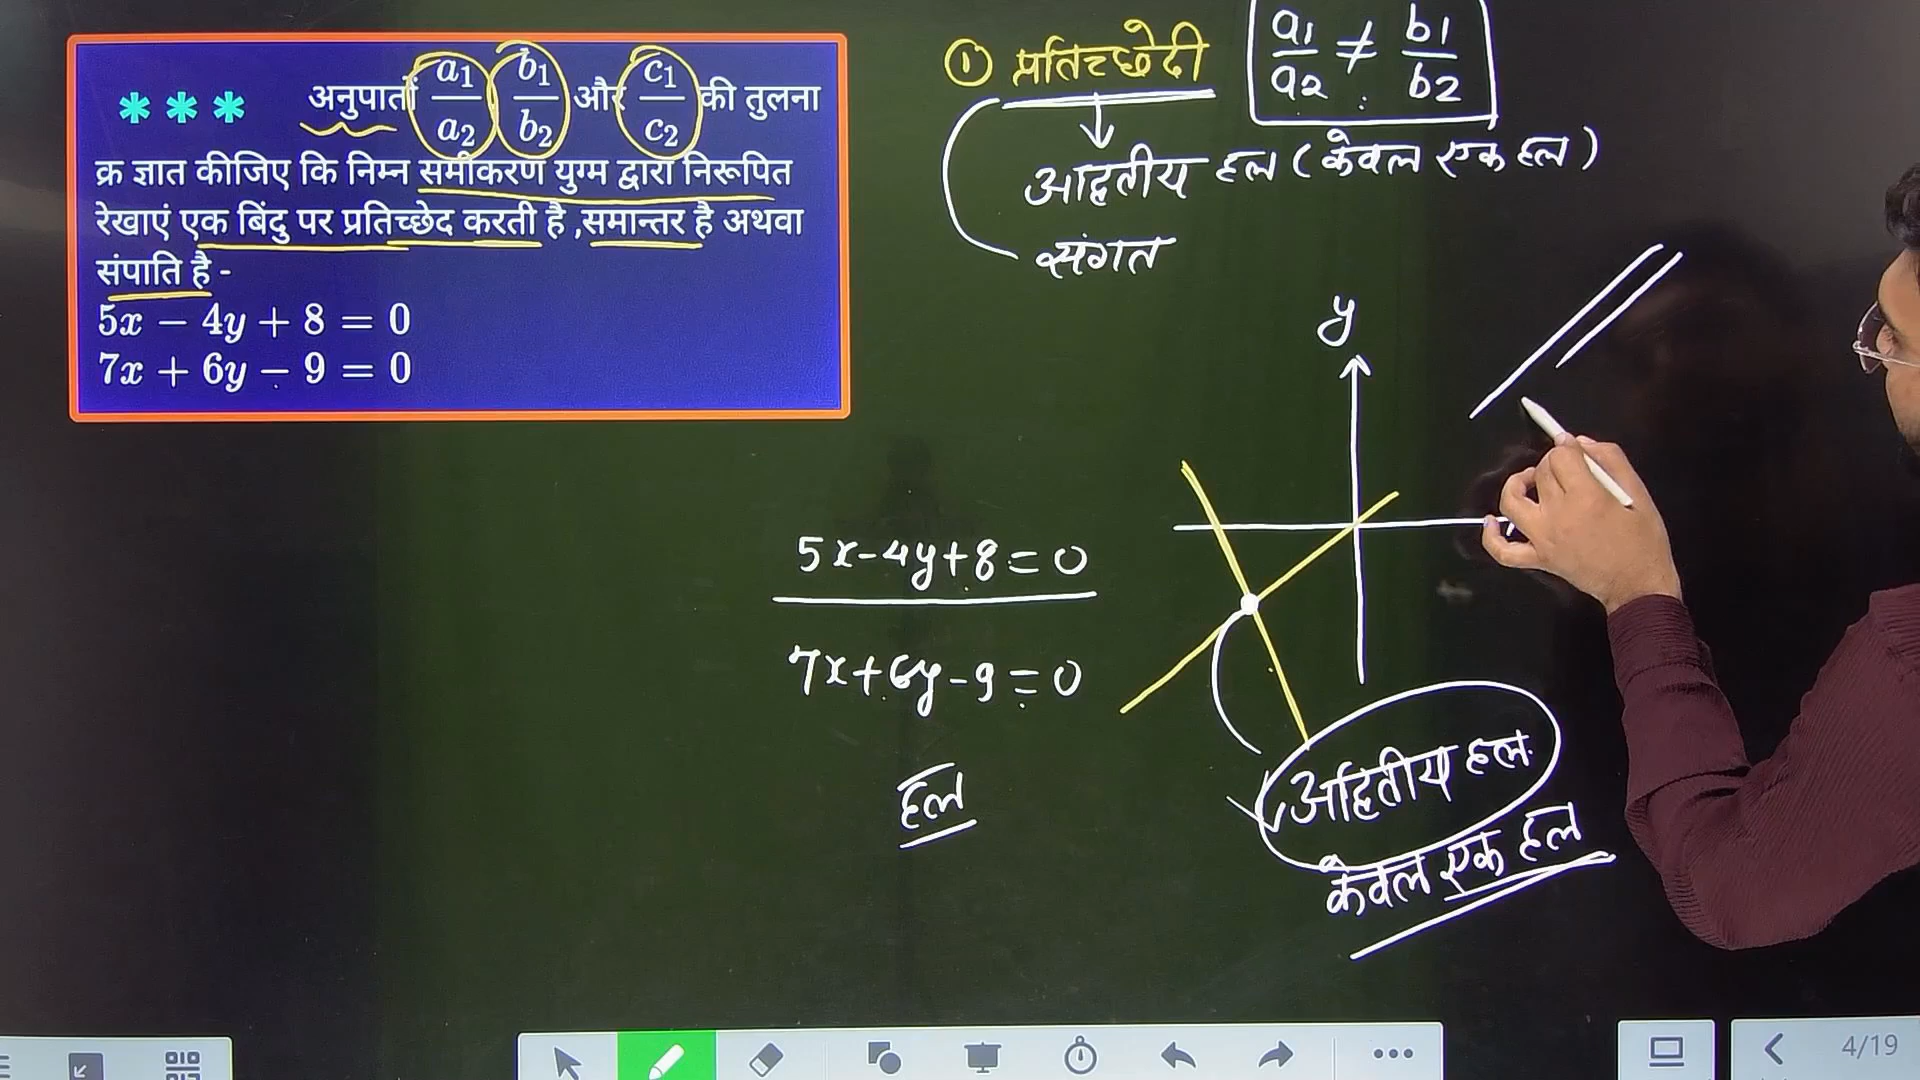 *** अनुपातों a1/a2 b1/b2 और c1/c2 की तुलना
क्र ज्ञात कीजिए कि निम्न समीकरण युग्म द्वारा निरूपित
रेखाएं एक बिंदु पर प्रतिच्छेद करती है ,समान्तर है अथवा
संपाति है -
5x − 4y + 8 = 0
7x + 6y − 9 = 0
① प्रतिच्छेदी a1/a2 ≠ b1/b2
अद्वितीय हल (केवल एक हल)
संगत
y
5x-4y+8=0
7x+6y-9=0
हल
अद्वितीय हल
केवल एक हल
4/19